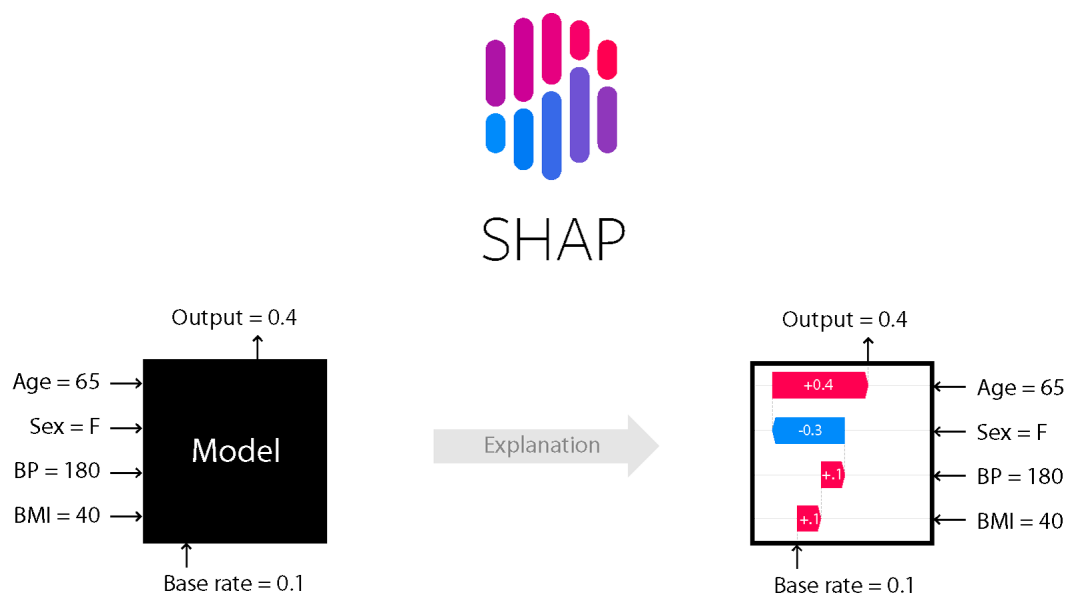 SHAP
Output = 0.4
Age = 65
Sex = F
BP = 180
BMI = 40
Model
Base rate = 0.1
Explanation
Output = 0.4
+0.4
-0.3
+.1
+.1
Age = 65
Sex = F
BP = 180
BMI = 40
Base rate = 0.1